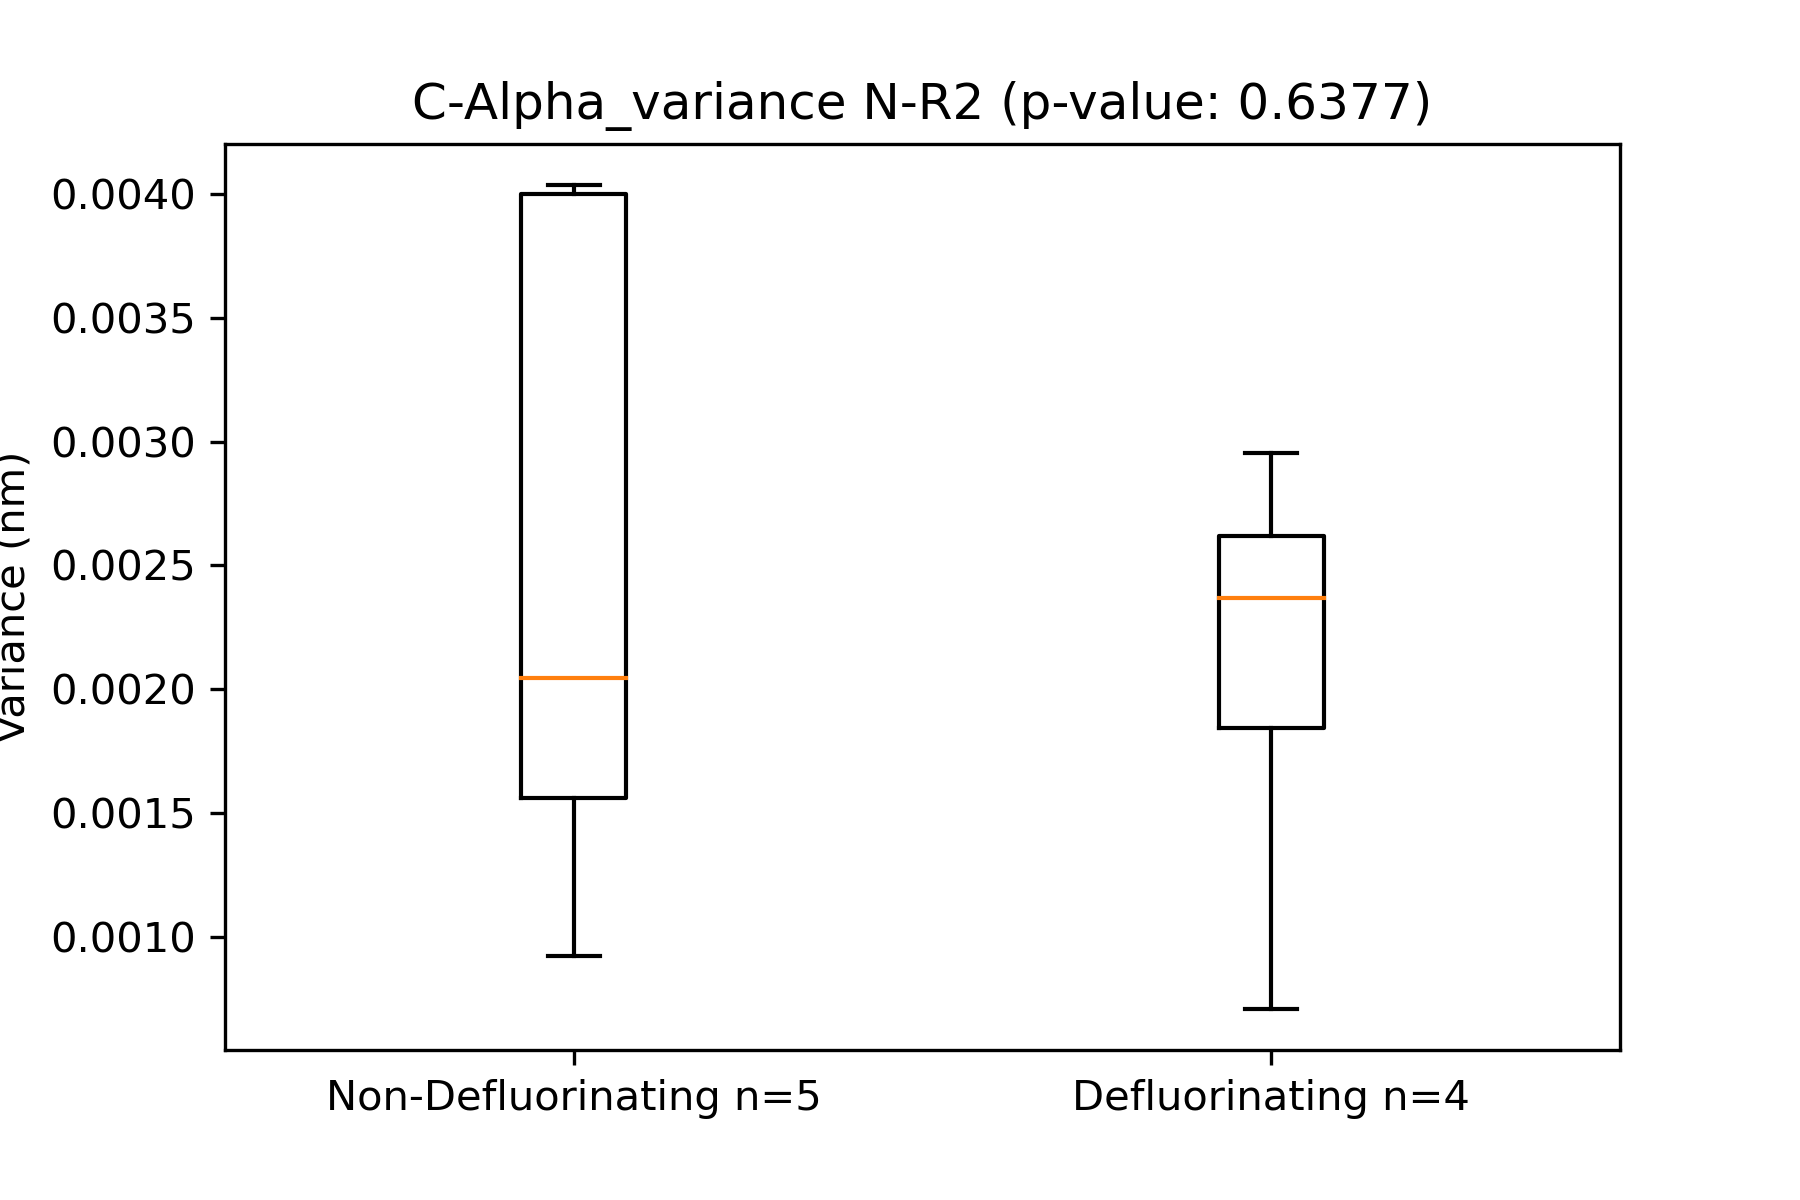 C-Alpha_variance N-R2 (p-value: 0.6377)
Variance (nm)
0.0040
0.0035
0.0030
0.0025
0.0020
0.0015
0.0010
Non-Defluorinating n=5
Defluorinating n=4